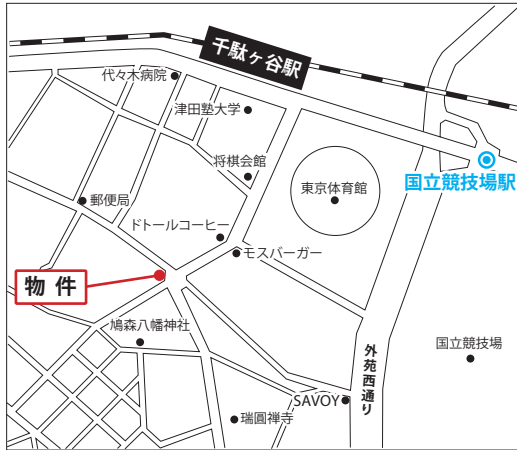 千駄ヶ谷駅
代々木病院
津田塾大学
将棋会館
国立競技場駅
東京体育館
郵便局
ドトールコーヒー
モスバーガー
物件
鳩森八幡神社
外苑西通り
国立競技場
SAVOY
瑞圓禅寺